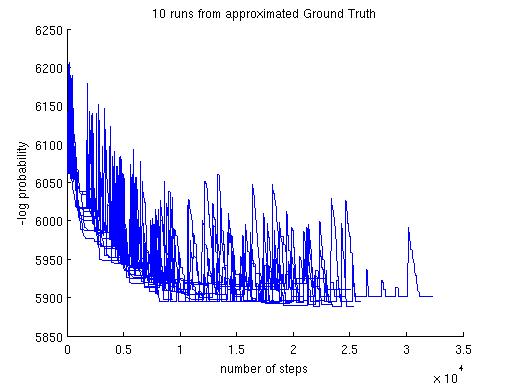 10 runs from approximated Ground Truth
6250
6200
6150
6100
6050
6000
5950
5900
5850
-log probability
0 0.5 1 1.5 2 2.5 3 3.5
number of steps
× 10 4